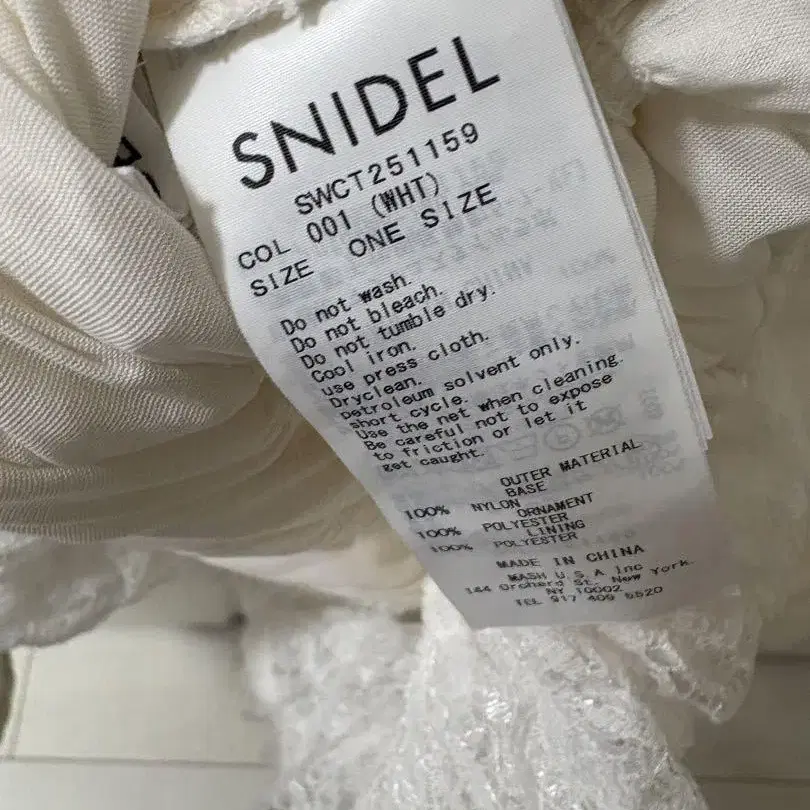 SNIDEL
SWCT251159
COL 001 (WHT)
SIZE ONE SIZE
Do not wash.
Do not bleach.
Do not tumble dry.
Cool iron.
use press cloth.
Dryclean.
petroleum solvent only.
short cycle.
Use the net when cleaning.
Be careful not to expose
to friction or let it
get caught.
OUTER MATERIAL
BASE
100% NYLON
ORNAMENT
100% POLYESTER
LINING
100% POLYESTER
MADE IN CHINA
MASH U.S.A Inc
144 Orchard St. New York.
NY 10002
TEL 917 409 5520